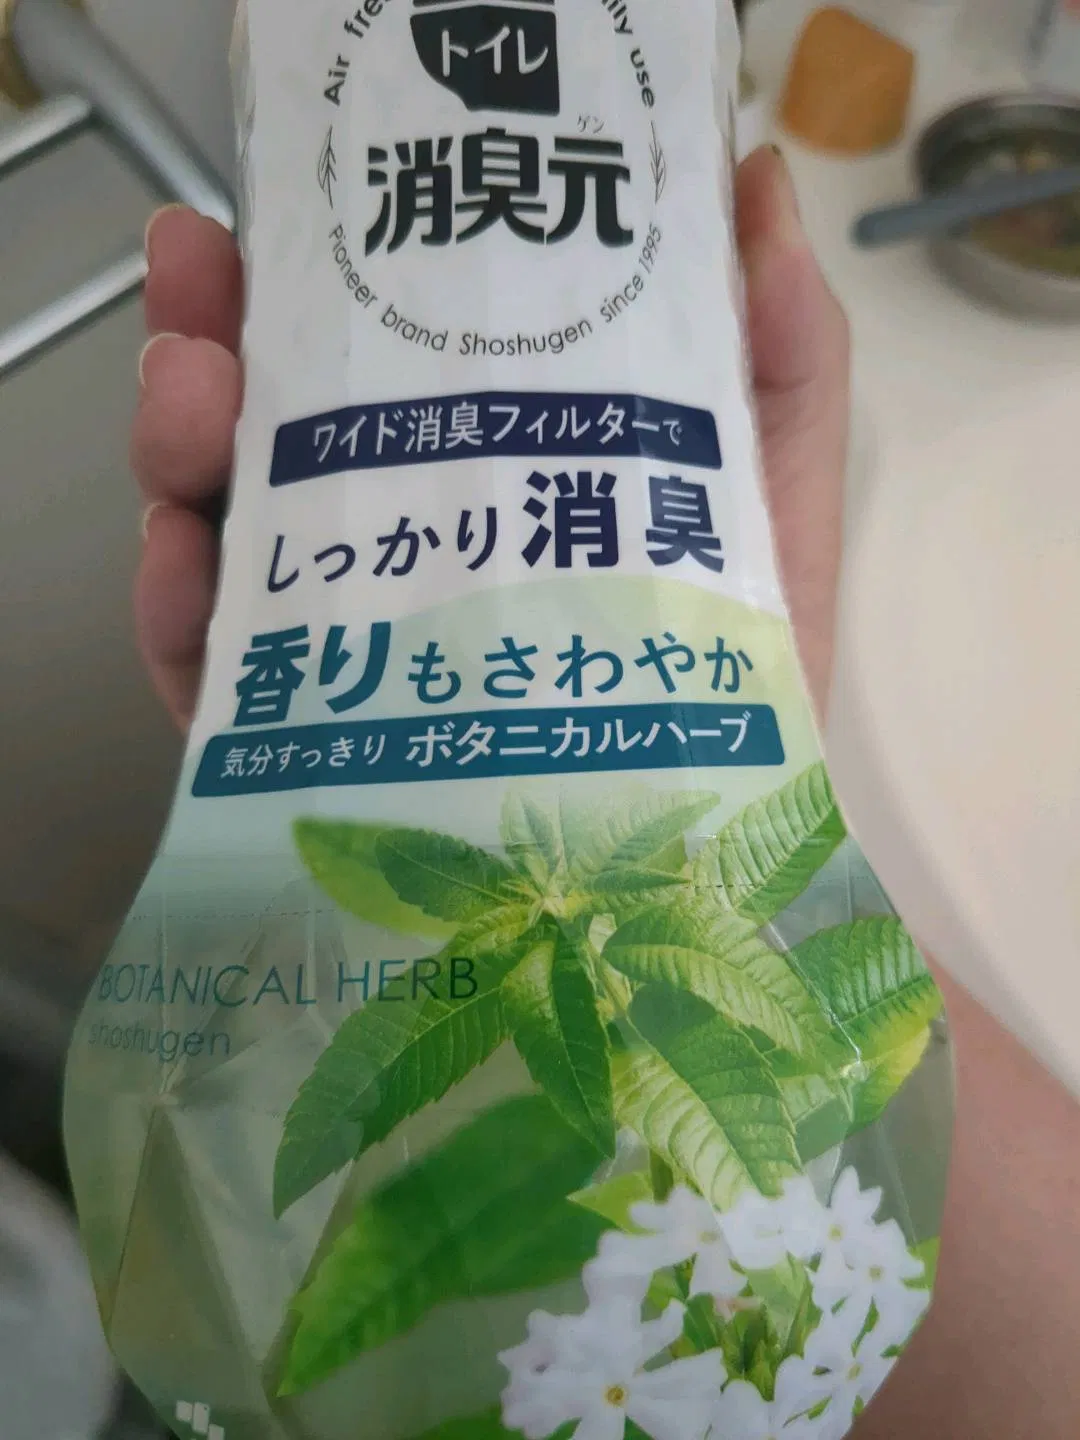 Air fre
ily use
トイレ
ゲン
消臭元
Pioneer brand Shoshugen since 1995
ワイド消臭フィルターで
しっかり消臭
香りもさわやか
気分すっきり ボタニカルハーブ
BOTANICAL HERB
shoshugen